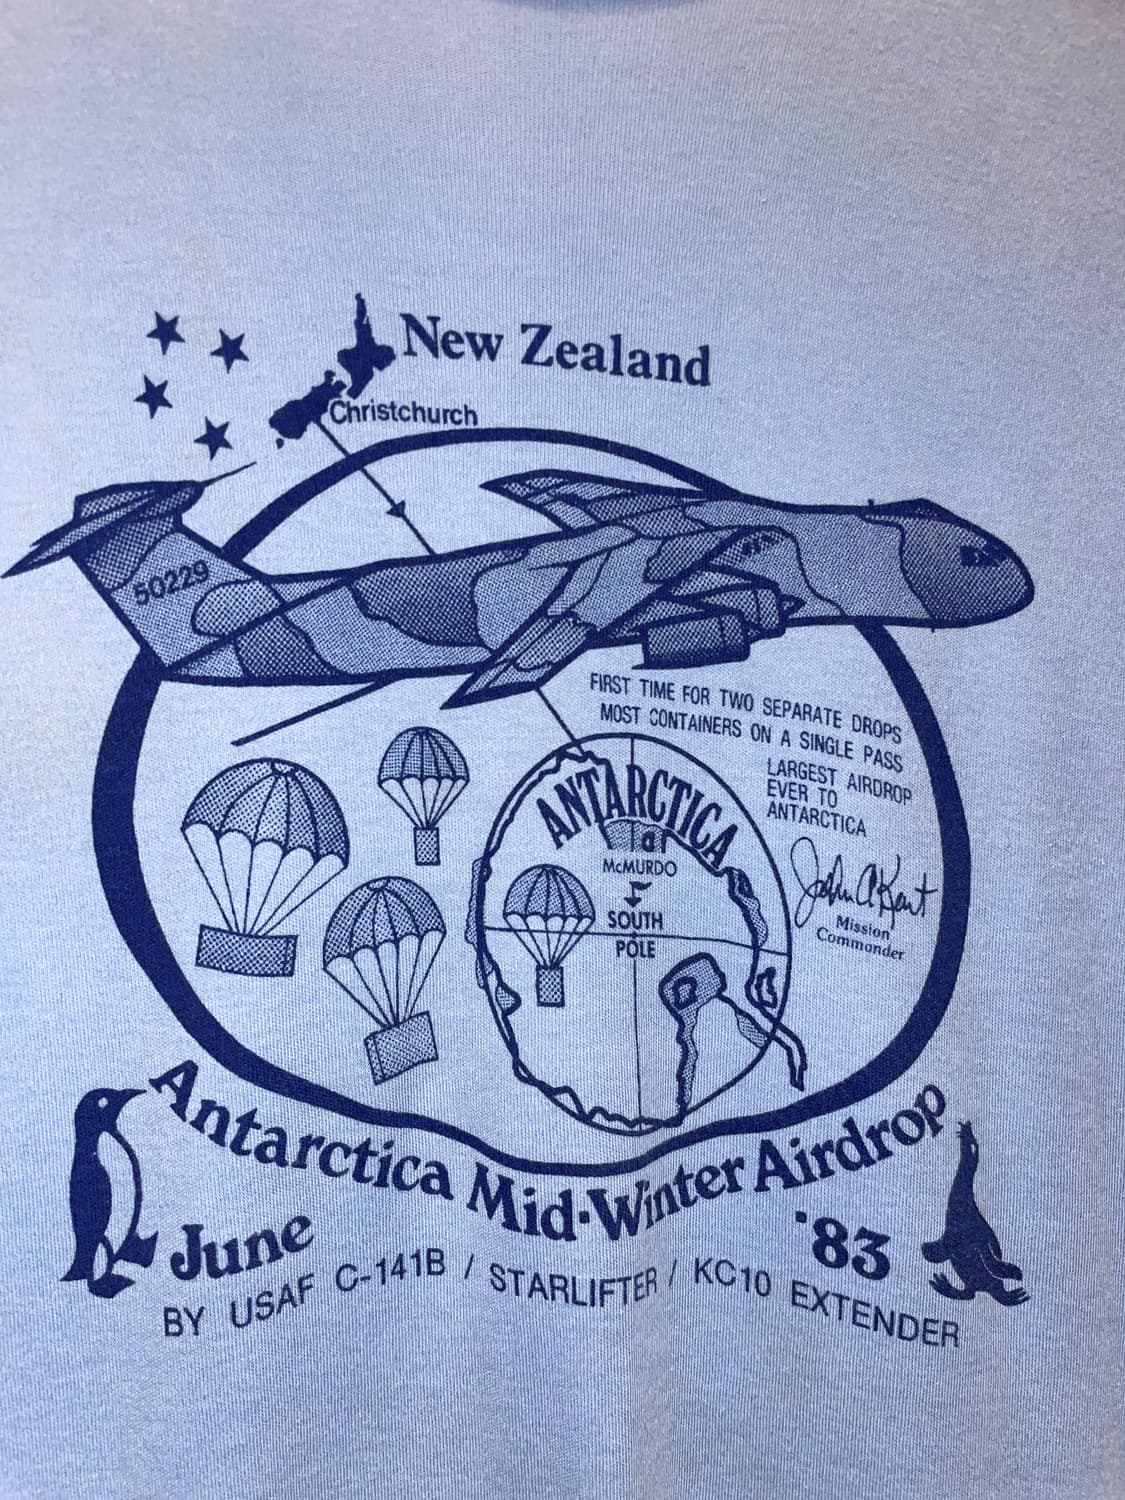 New Zealand
Christchurch
50229
FIRST TIME FOR TWO SEPARATE DROPS
MOST CONTAINERS ON A SINGLE PASS
LARGEST AIRDROP
EVER TO
ANTARCTICA
ANTARCTICA
McMURDO
SOUTH
POLE
John A Kent
Mission
Commander
Antarctica Mid-Winter Airdrop
June '83
BY USAF C-141B / STARLIFTER / KC10 EXTENDER